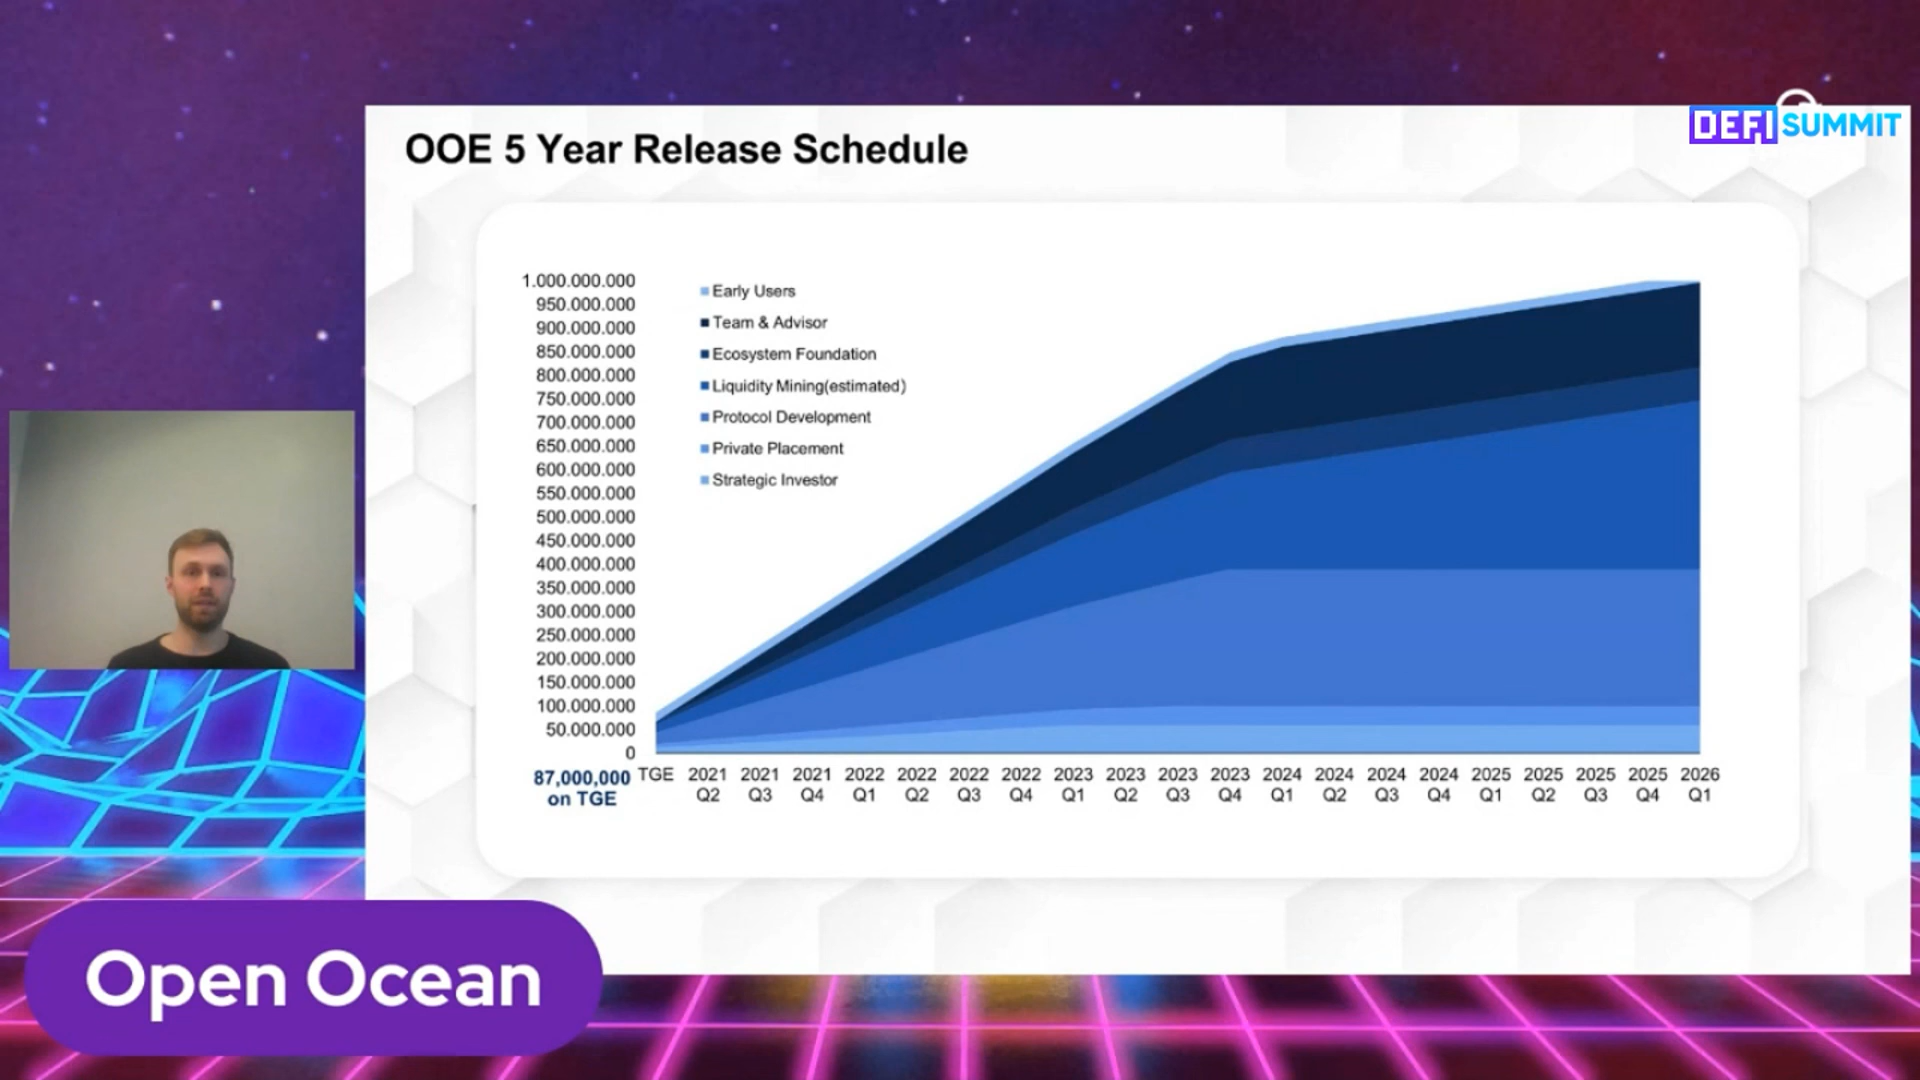 DEFI SUMMIT
OOE 5 Year Release Schedule
1.000.000.000
950.000.000
900.000.000
850.000.000
800.000.000
750.000.000
700.000.000
650.000.000
600.000.000
550.000.000
500.000.000
450.000.000
400.000.000
350.000.000
300.000.000
250.000.000
200.000.000
150.000.000
100.000.000
50.000.000
0
Early Users
Team & Advisor
Ecosystem Foundation
Liquidity Mining(estimated)
Protocol Development
Private Placement
Strategic Investor
87,000,000
on TGE
TGE 2021 2021 2021 2022 2022 2022 2022 2023 2023 2023 2023 2024 2024 2024 2024 2025 2025 2025 2025 2026
Q2 Q3 Q4 Q1 Q2 Q3 Q4 Q1 Q2 Q3 Q4 Q1 Q2 Q3 Q4 Q1 Q2 Q3 Q4 Q1
Open Ocean